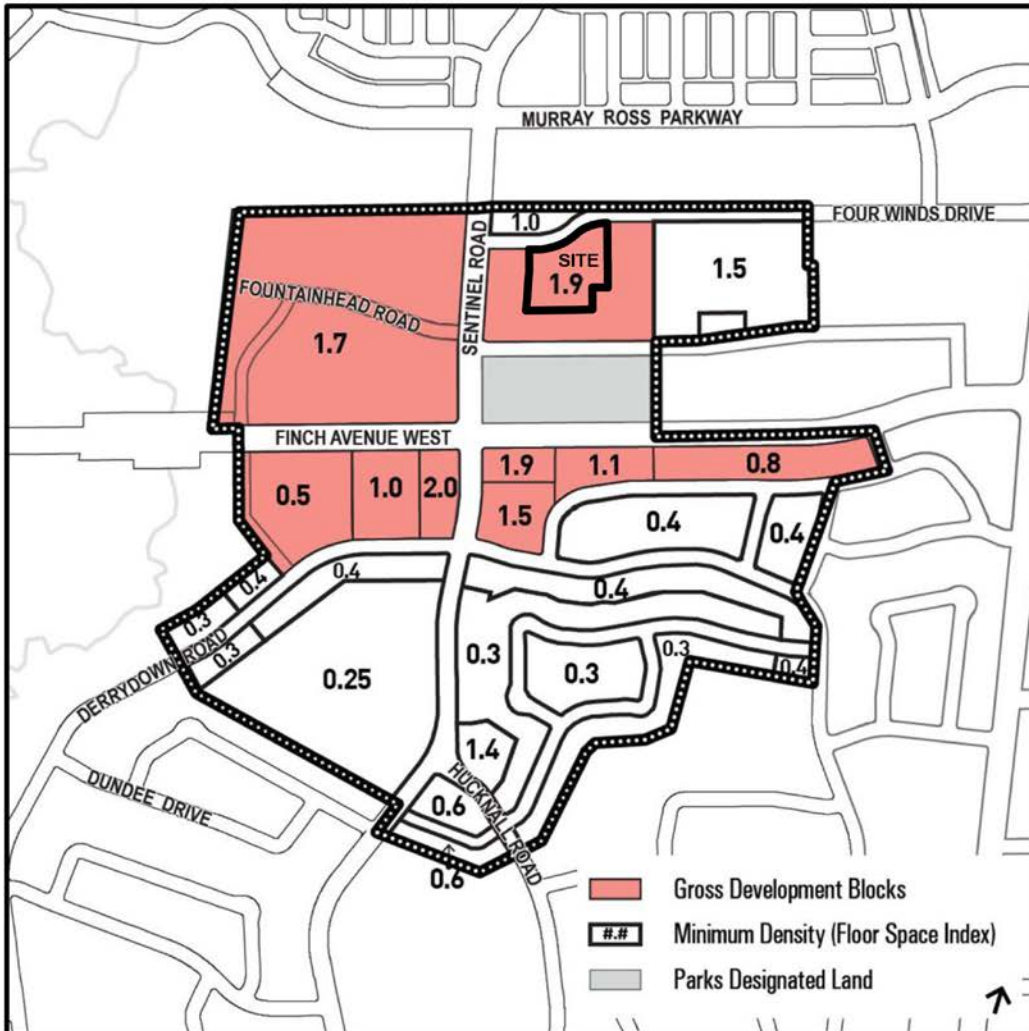 MURRAY ROSS PARKWAY
FOUR WINDS DRIVE
1.0
SENTINEL ROAD
SITE
1.9
1.5
FOUNTAINHEAD ROAD
1.7
FINCH AVENUE WEST
0.5
1.0
2.0
1.9
1.1
0.8
1.5
0.4
0.4
0.4
0.4
0.4
0.3
0.3
DERRYDOWN ROAD
0.25
0.3
0.3
0.3
0.4
1.4
HUCKNALL ROAD
DUNDEE DRIVE
0.6
0.6
Gross Development Blocks
#.# Minimum Density (Floor Space Index)
Parks Designated Land